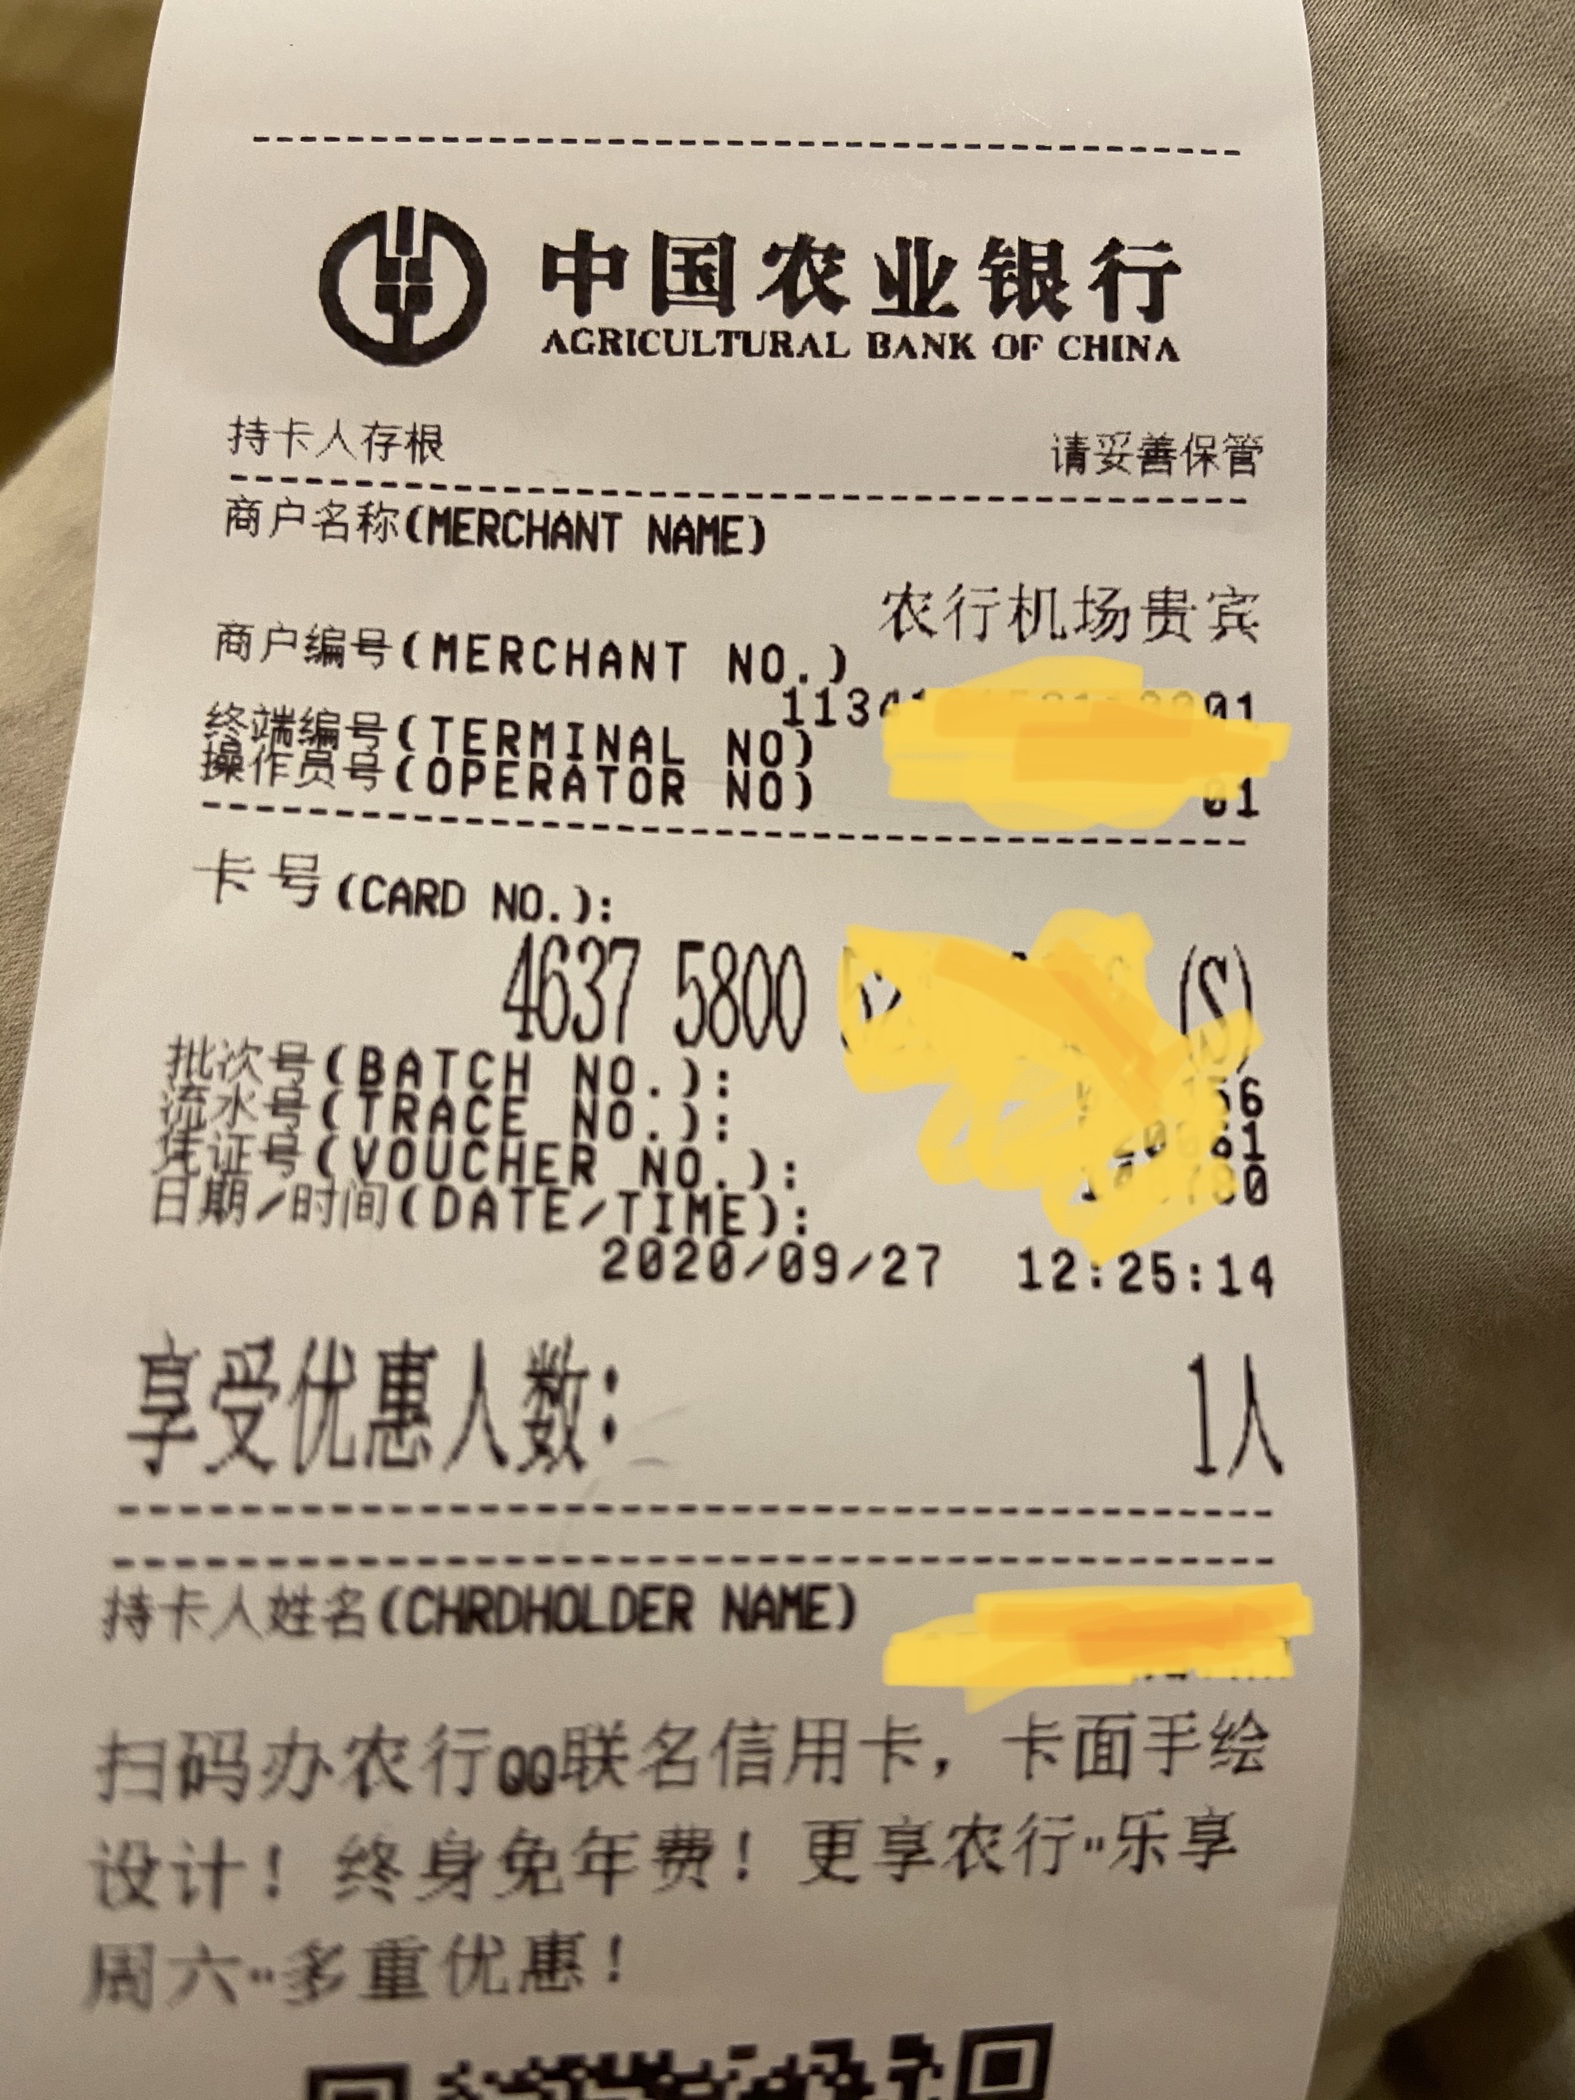 中国农业银行
AGRICULTURAL BANK OF CHINA
持卡人存根 请妥善保管
商户名称(MERCHANT NAME)
农行机场贵宾
商户编号(MERCHANT NO.)
1134 01
终端编号(TERMINAL NO)
操作员号(OPERATOR NO) 01
卡号(CARD NO.):
4637 5800 (S)
批次号(BATCH NO.): 56
流水号(TRACE NO.): 61
凭证号(VOUCHER NO.): 0
日期/时间(DATE/TIME):
2020/09/27 12:25:14
享受优惠人数: 1人
持卡人姓名(CHRDHOLDER NAME)
扫码办农行QQ联名信用卡，卡面手绘
设计！终身免年费！更享农行"乐享
周六"多重优惠！